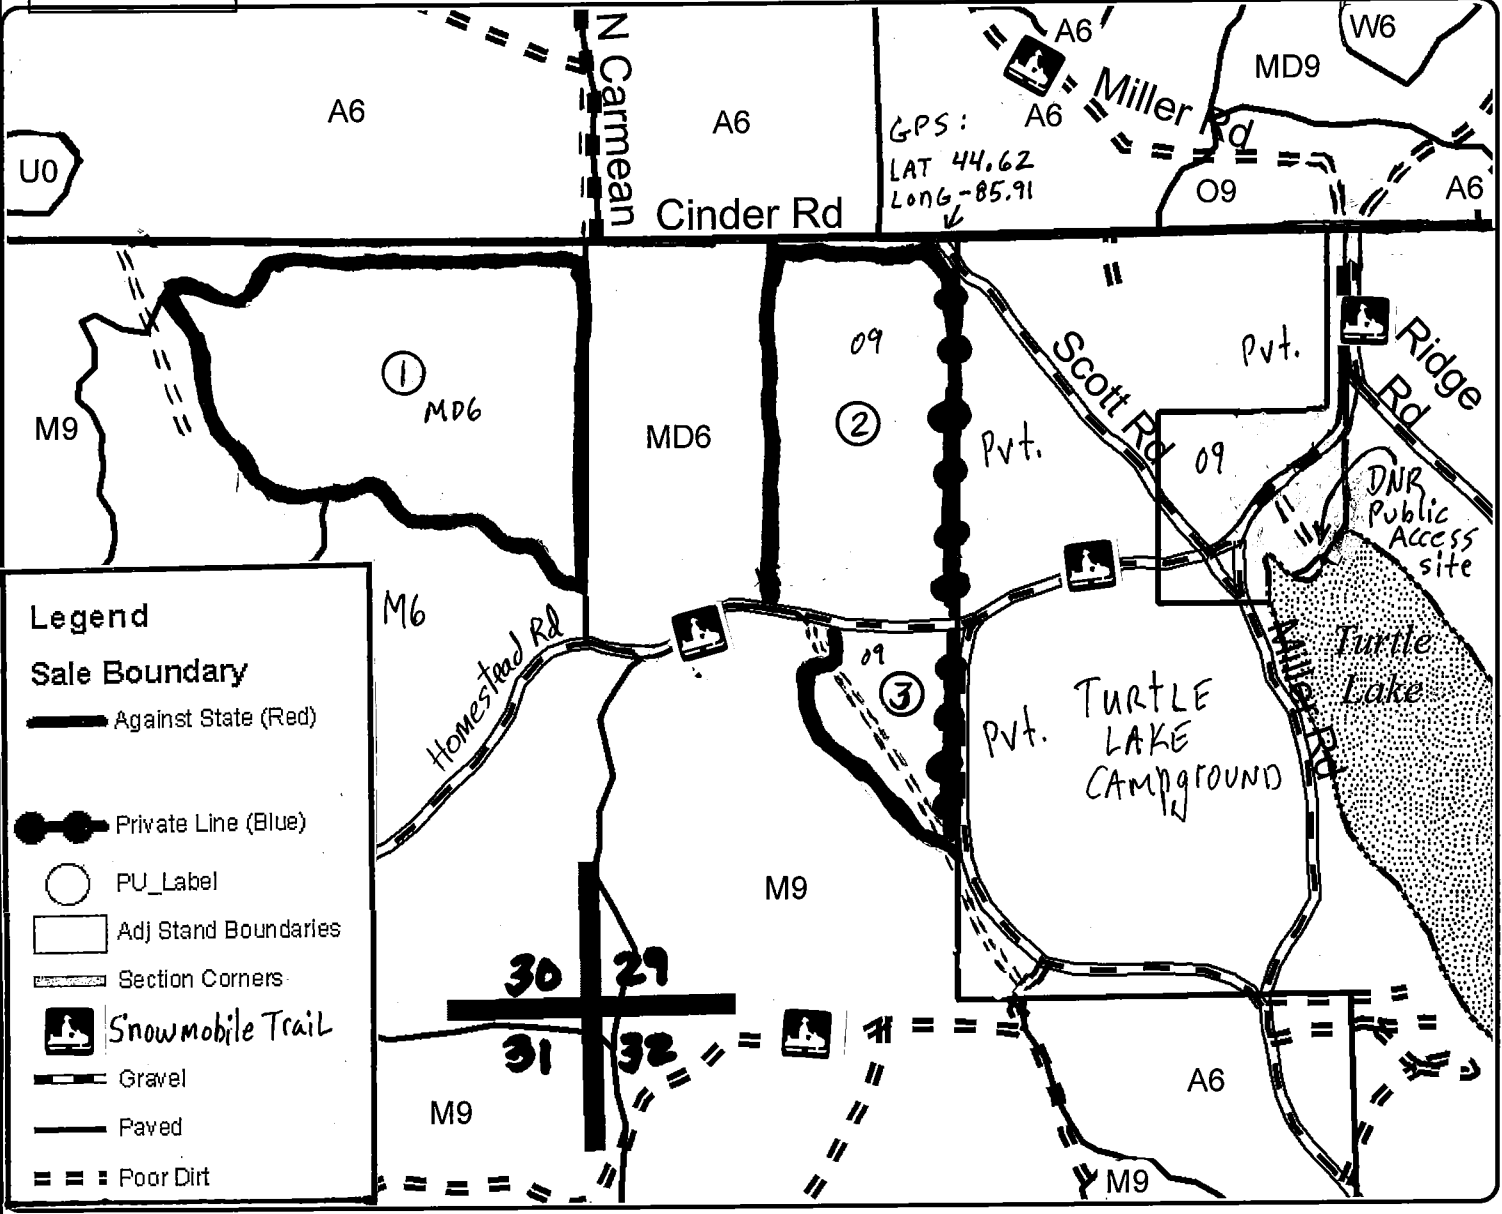 A6
W6
MD9
N Carmean
A6
A6
Miller Rd
A6
GPS:
LAT 44.62
Long -85.91
U0
Cinder Rd
O9
A6
Scott Rd
Pvt.
Ridge Rd
09
1
MD6
M9
MD6
2
Pvt.
09
DNR
Public
Access
site
M6
Homestead Rd
09
3
Pvt.
TURTLE
LAKE
CAMPgROUND
Miller Rd
Turtle
Lake
M9
30
29
31
32
M9
A6
M9
Legend
Sale Boundary
Against State (Red)
Private Line (Blue)
PU_Label
Adj Stand Boundaries
Section Corners
Snowmobile Trail
Gravel
Paved
Poor Dirt